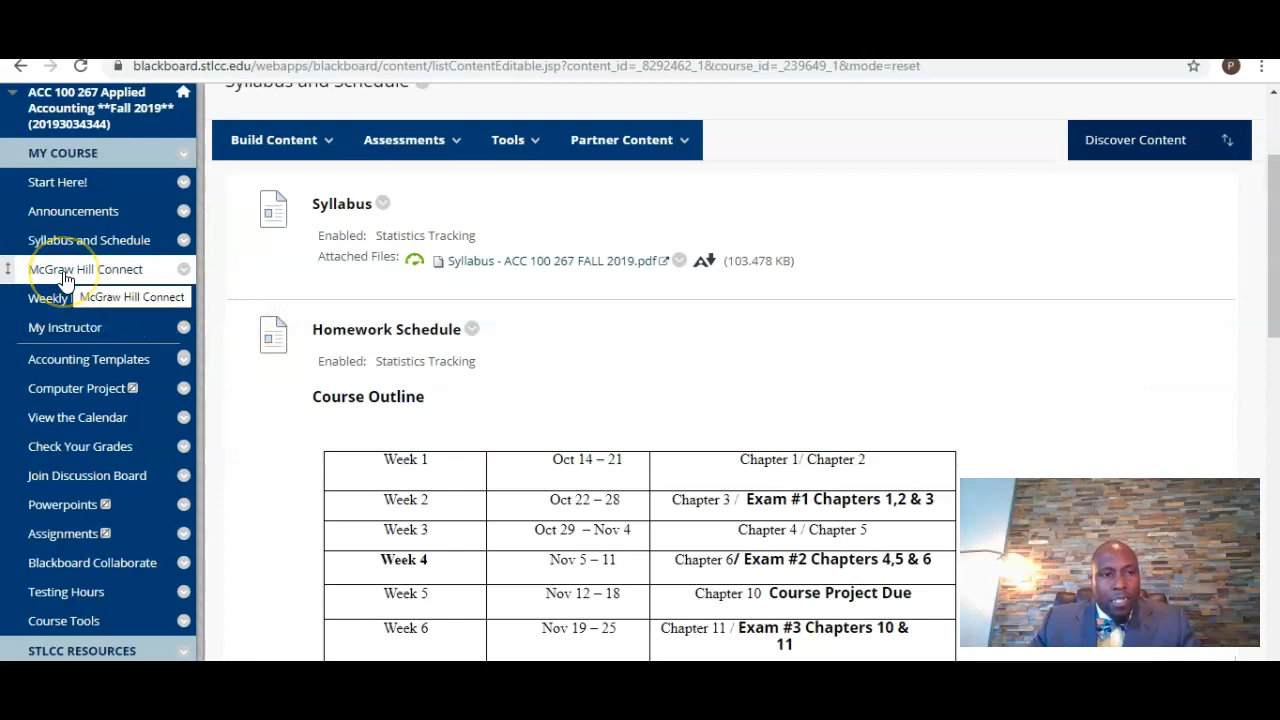 blackboard.stlcc.edu/webapps/blackboard/content/listContentEditable.jsp?content_id=_8292462_1&course_id=_239649_1&mode=reset
P
ACC 100 267 Applied
Accounting **Fall 2019**
(20193034344)
MY COURSE
Start Here!
Announcements
Syllabus and Schedule
McGraw Hill Connect
Weekly
McGraw Hill Connect
My Instructor
Accounting Templates
Computer Project
View the Calendar
Check Your Grades
Join Discussion Board
Powerpoints
Assignments
Blackboard Collaborate
Testing Hours
Course Tools
STLCC RESOURCES
Syllabus and Schedule
Build Content
Assessments
Tools
Partner Content
Discover Content
Syllabus
Enabled: Statistics Tracking
Attached Files: Syllabus - ACC 100 267 FALL 2019.pdf (103.478 KB)
Homework Schedule
Enabled: Statistics Tracking
Course Outline
Week 1 Oct 14 – 21 Chapter 1/ Chapter 2
Week 2 Oct 22 – 28 Chapter 3 / Exam #1 Chapters 1,2 & 3
Week 3 Oct 29 – Nov 4 Chapter 4 / Chapter 5
Week 4 Nov 5 – 11 Chapter 6/ Exam #2 Chapters 4,5 & 6
Week 5 Nov 12 – 18 Chapter 10 Course Project Due
Week 6 Nov 19 – 25 Chapter 11 / Exam #3 Chapters 10 &
11